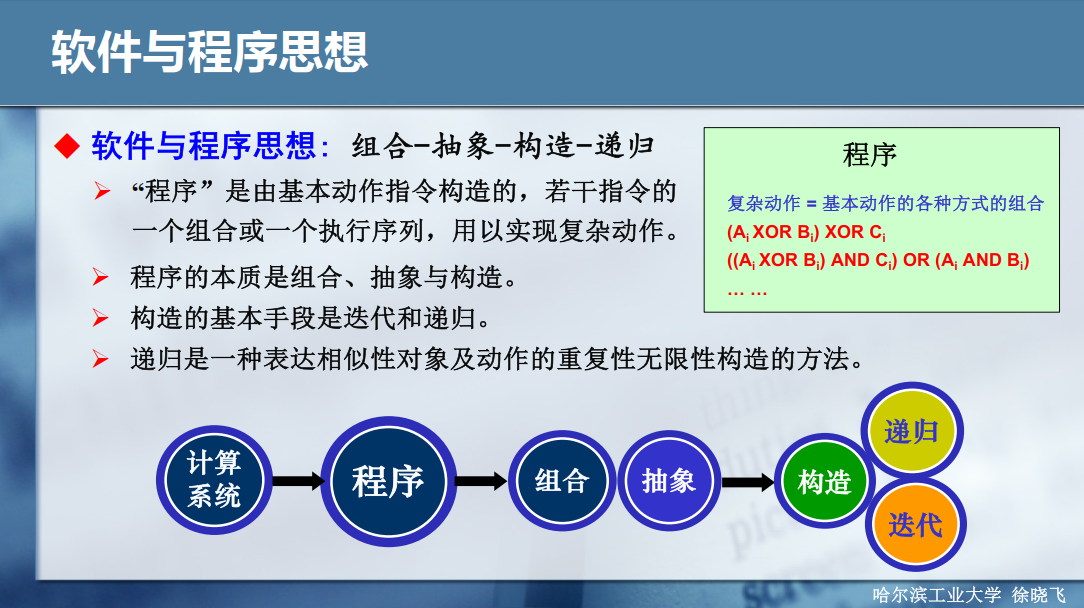 软件与程序思想
软件与程序思想: 组合-抽象-构造-递归
“程序”是由基本动作指令构造的，若干指令的
一个组合或一个执行序列，用以实现复杂动作。
程序的本质是组合、抽象与构造。
构造的基本手段是迭代和递归。
递归是一种表达相似性对象及动作的重复性无限性构造的方法。
程序
复杂动作 = 基本动作的各种方式的组合
(Ai XOR Bi) XOR Ci
((Ai XOR Bi) AND Ci) OR (Ai AND Bi)
… …
计算
系统
程序
组合
抽象
构造
递归
迭代
哈尔滨工业大学 徐晓飞